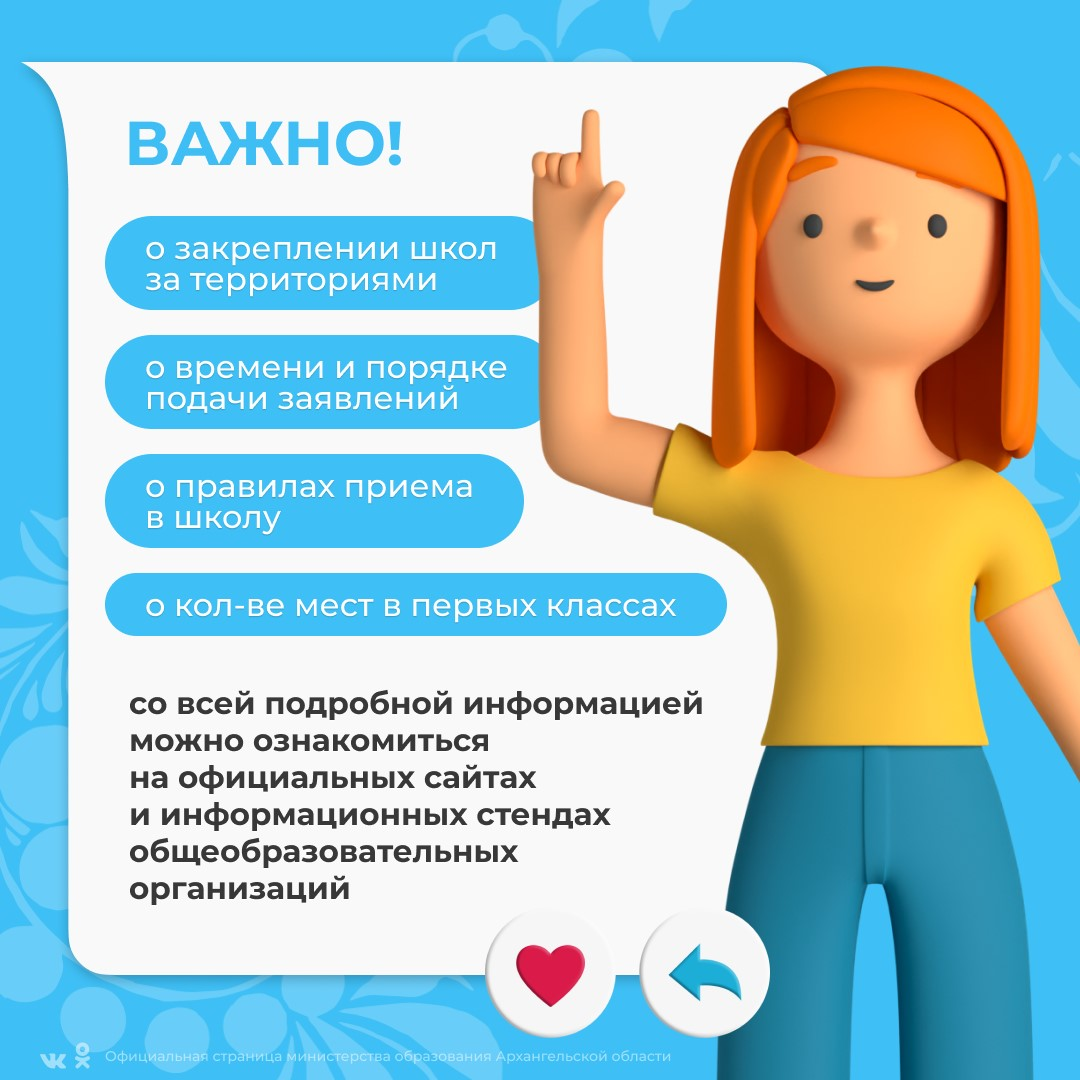 ВАЖНО!
о закреплении школ
за территориями
о времени и порядке
подачи заявлений
о правилах приема
в школу
о кол-ве мест в первых классах
со всей подробной информацией
можно ознакомиться
на официальных сайтах
и информационных стендах
общеобразовательных
организаций
Официальная страница министерства образования Архангельской области